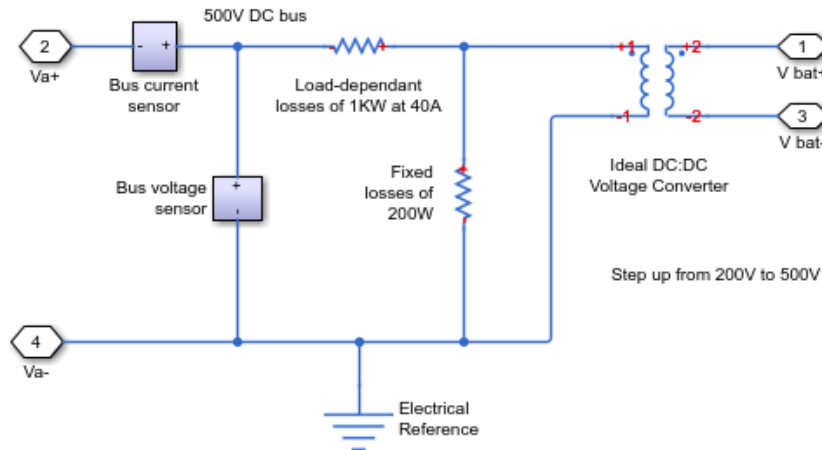 500V DC bus
2
Va+
-
+
Bus current
sensor
-
+
Load-dependant
losses of 1KW at 40A
+1
+2
1
V bat+
-1
-2
3
V bat-
Ideal DC:DC
Voltage Converter
Bus voltage
sensor
+
-
Fixed
losses of
200W
+
-
Step up from 200V to 500V
4
Va-
Electrical
Reference